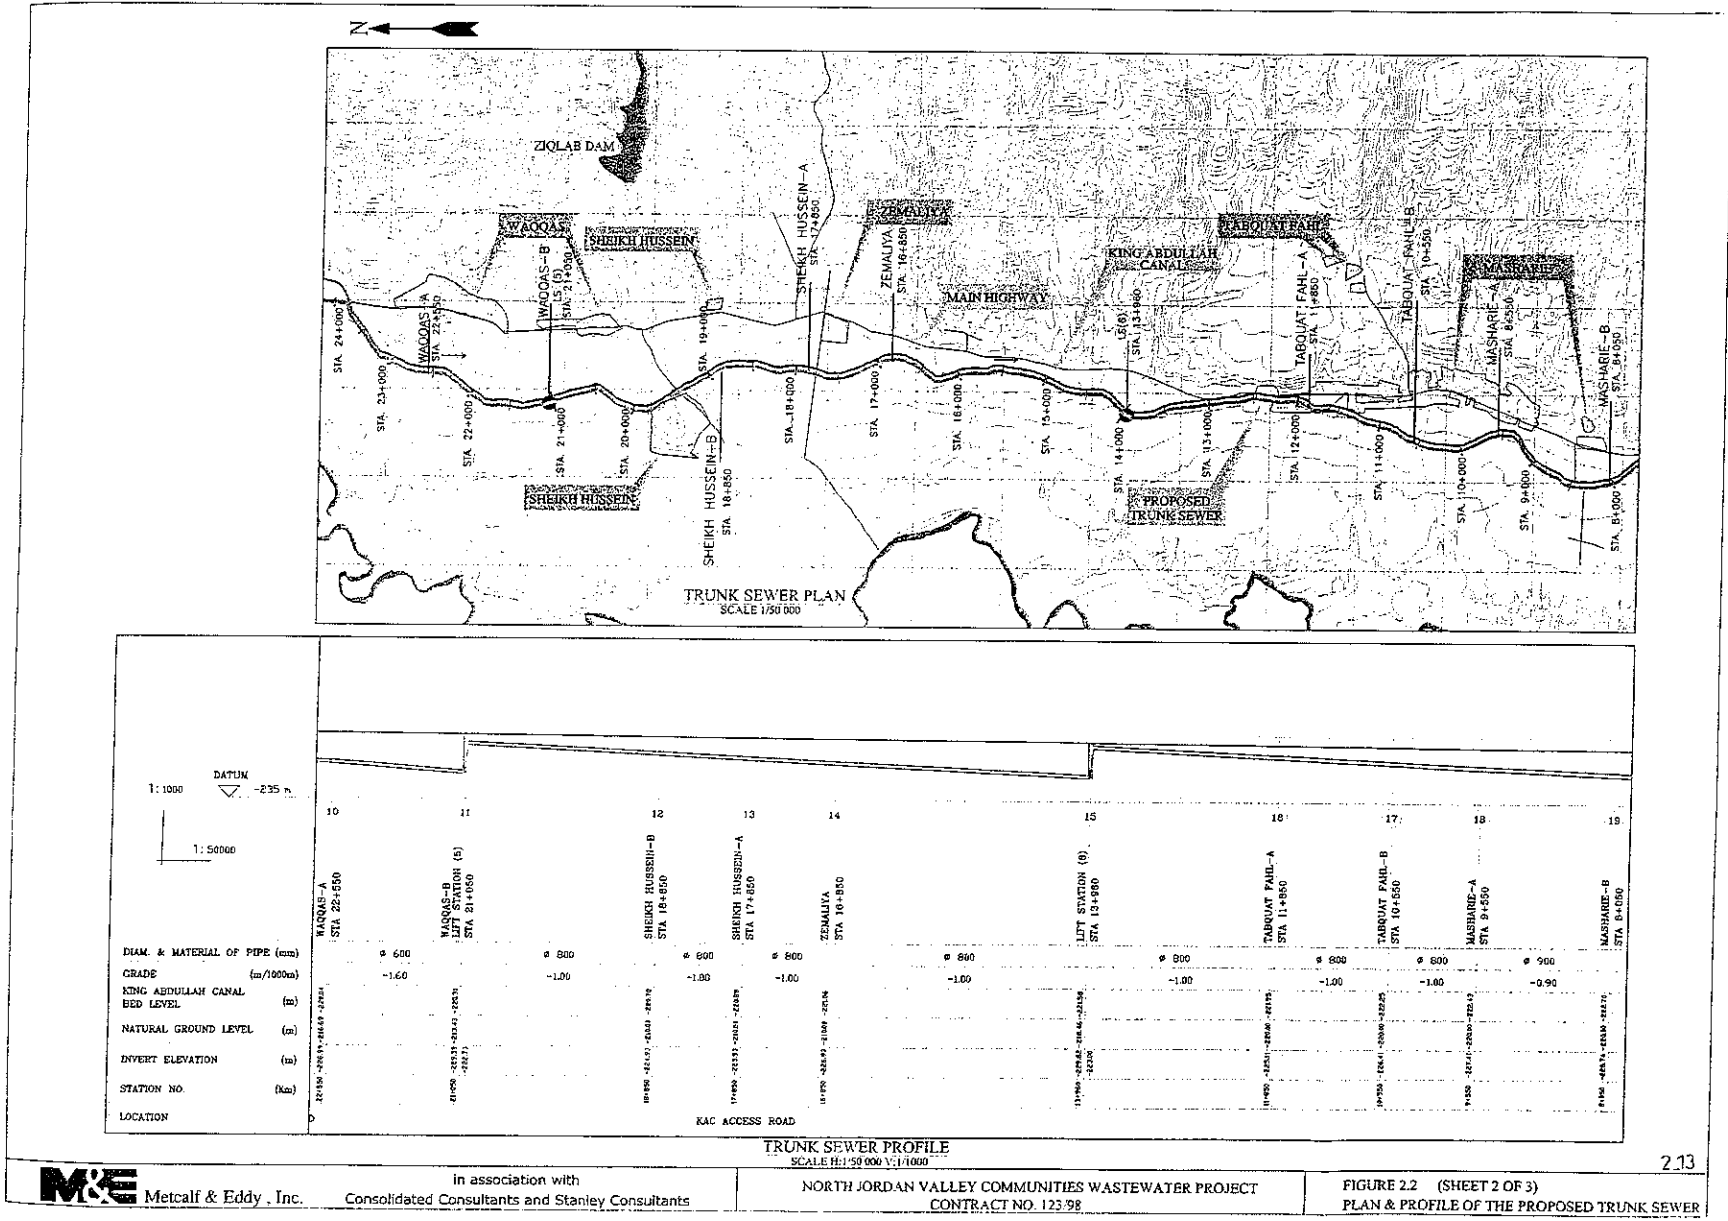 N
ZIQLAB DAM
WAQQAS
SHEIKH HUSSEIN
ZEMALIYA
KING ABDULLAH
CANAL
MAIN HIGHWAY
TABQUAT FAHL
MASHARIE
SHEIKH HUSSEIN
PROPOSED
TRUNK SEWER
STA. 24+000
WAQQAS-A
STA. 22+550
WAQQAS-B
LS (5)
STA. 21+050
STA. 19+000
SHEIKH HUSSEIN-A
STA. 17+850
ZEMALIYA
STA. 16+850
LS(6)
STA. 13+980
TABQUAT FAHL-A
STA. 11+850
TABQUAT FAHL-B
STA. 10+550
MASHARIE-A
MASHARIE-B
STA. 8+050
STA. 23+000
STA. 22+000
STA. 21+000
STA. 20+000
SHEIKH HUSSEIN-B
STA. 18+850
STA. 18+000
STA. 17+000
STA. 16+000
STA. 15+000
STA. 14+000
STA. 13+000
STA. 12+000
STA. 11+000
STA. 10+000
STA. 9+000
STA. 8+000
TRUNK SEWER PLAN
SCALE 1/50 000
DATUM
1:1000
-235 m
1:50000
10 11 12 13 14 15 16 17 18 19
WAQQAS-A
STA 22+550
WAQQAS-B
LIFT STATION (5)
STA 21+050
SHEIKH HUSSEIN-B
STA 18+850
SHEIKH HUSSEIN-A
STA 17+850
ZEMALIYA
STA 16+850
LIFT STATION (6)
STA 13+980
TABQUAT FAHL-A
STA 11+850
TABQUAT FAHL-B
STA 10+550
MASHARIE-A
STA 9+550
MASHARIE-B
STA 8+050
DIAM. & MATERIAL OF PIPE (mm) ø 600 ø 800 ø 800 ø 800 ø 800 ø 800 ø 800 ø 800 ø 900
GRADE (m/1000m) -1.60 -1.00 -1.00 -1.00 -1.00 -1.00 -1.00 -1.00 -0.90
KING ABDULLAH CANAL
BED LEVEL (m)
NATURAL GROUND LEVEL (m)
INVERT ELEVATION (m)
STATION NO. (Km)
LOCATION
KAC ACCESS ROAD
TRUNK SEWER PROFILE
SCALE H:1/50 000 V:1/1000
2.13
M&E Metcalf & Eddy, Inc.
in association with
Consolidated Consultants and Stanley Consultants
NORTH JORDAN VALLEY COMMUNITIES WASTEWATER PROJECT
CONTRACT NO. 123/98
FIGURE 2.2 (SHEET 2 OF 3)
PLAN & PROFILE OF THE PROPOSED TRUNK SEWER